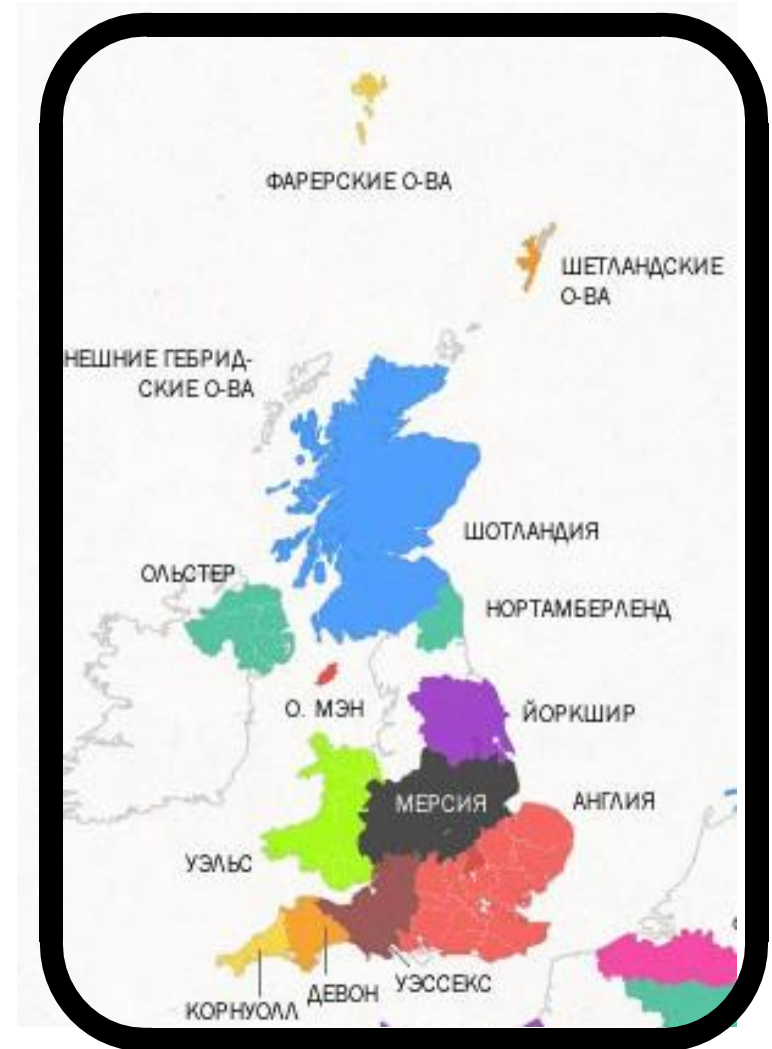 ФАРЕРСКИЕ О-ВА
ШЕТЛАНДСКИЕ
О-ВА
НЕШНИЕ ГЕБРИД-
СКИЕ О-ВА
ШОТЛАНДИЯ
ОЛЬСТЕР
НОРТАМБЕРЛЕНД
О. МЭН
ЙОРКШИР
МЕРСИЯ
АНГЛИЯ
УЭЛЬС
УЭССЕКС
ДЕВОН
КОРНУОЛЛ